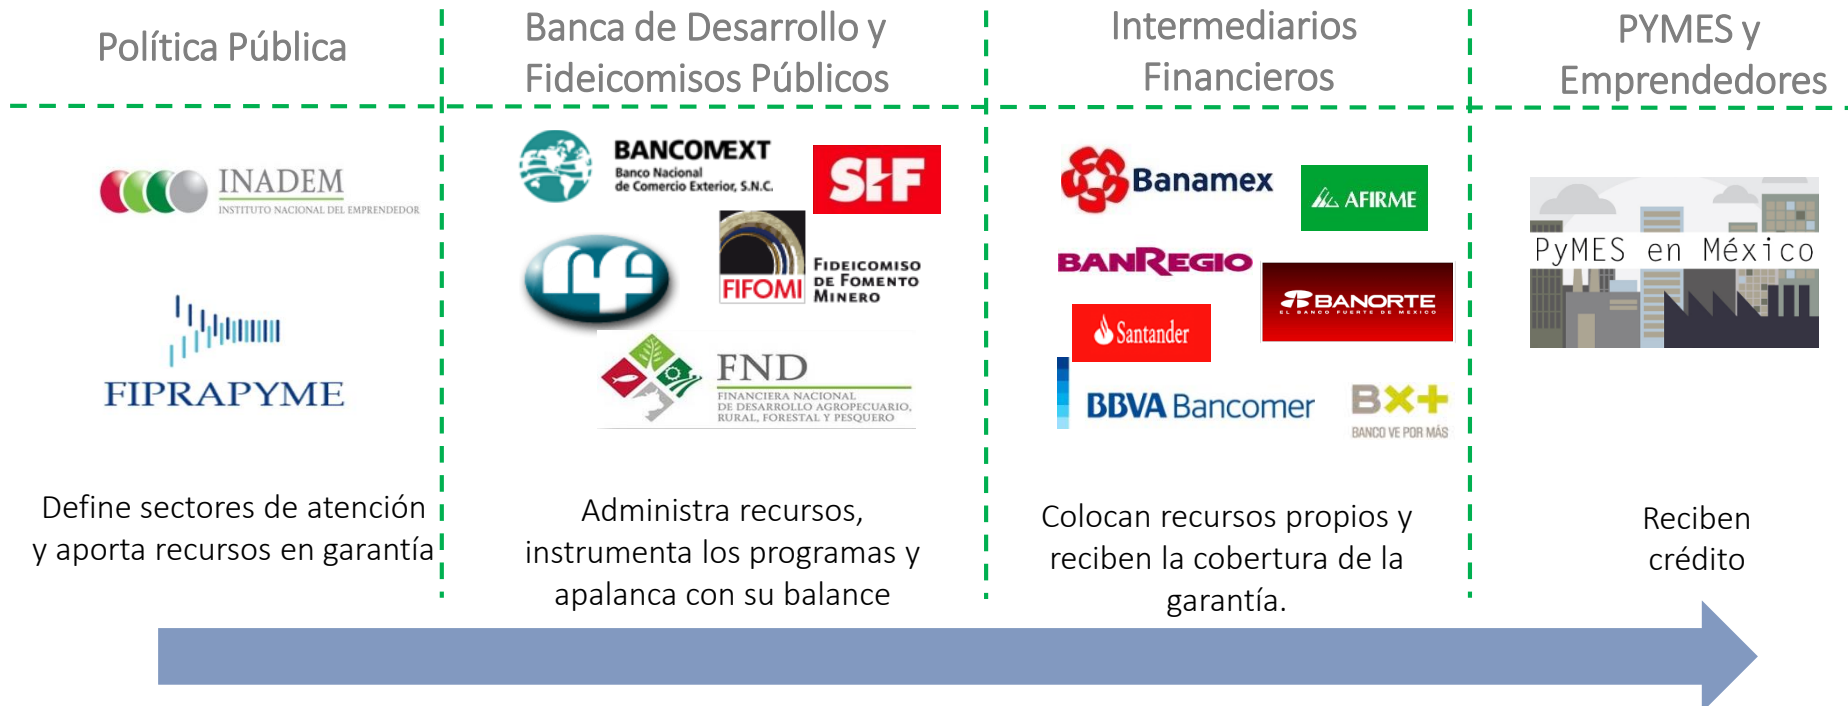 Política Pública
Banca de Desarrollo y
Fideicomisos Públicos
Intermediarios
Financieros
PYMES y
Emprendedores
INADEM
INSTITUTO NACIONAL DEL EMPRENDEDOR
FIPRAPYME
Define sectores de atención
y aporta recursos en garantía
BANCOMEXT
Banco Nacional
de Comercio Exterior, S.N.C.
SHF
nf
FIFOMI
FIDEICOMISO
DE FOMENTO
MINERO
FND
FINANCIERA NACIONAL
DE DESARROLLO AGROPECUARIO,
RURAL, FORESTAL Y PESQUERO
Administra recursos,
instrumenta los programas y
apalanca con su balance
Banamex
AFIRME
BANREGIO
BANORTE
EL BANCO FUERTE DE MEXICO
Santander
BBVA Bancomer
B×+
BANCO VE POR MÁS
Colocan recursos propios y
reciben la cobertura de la
garantía.
PyMES en México
Reciben
crédito